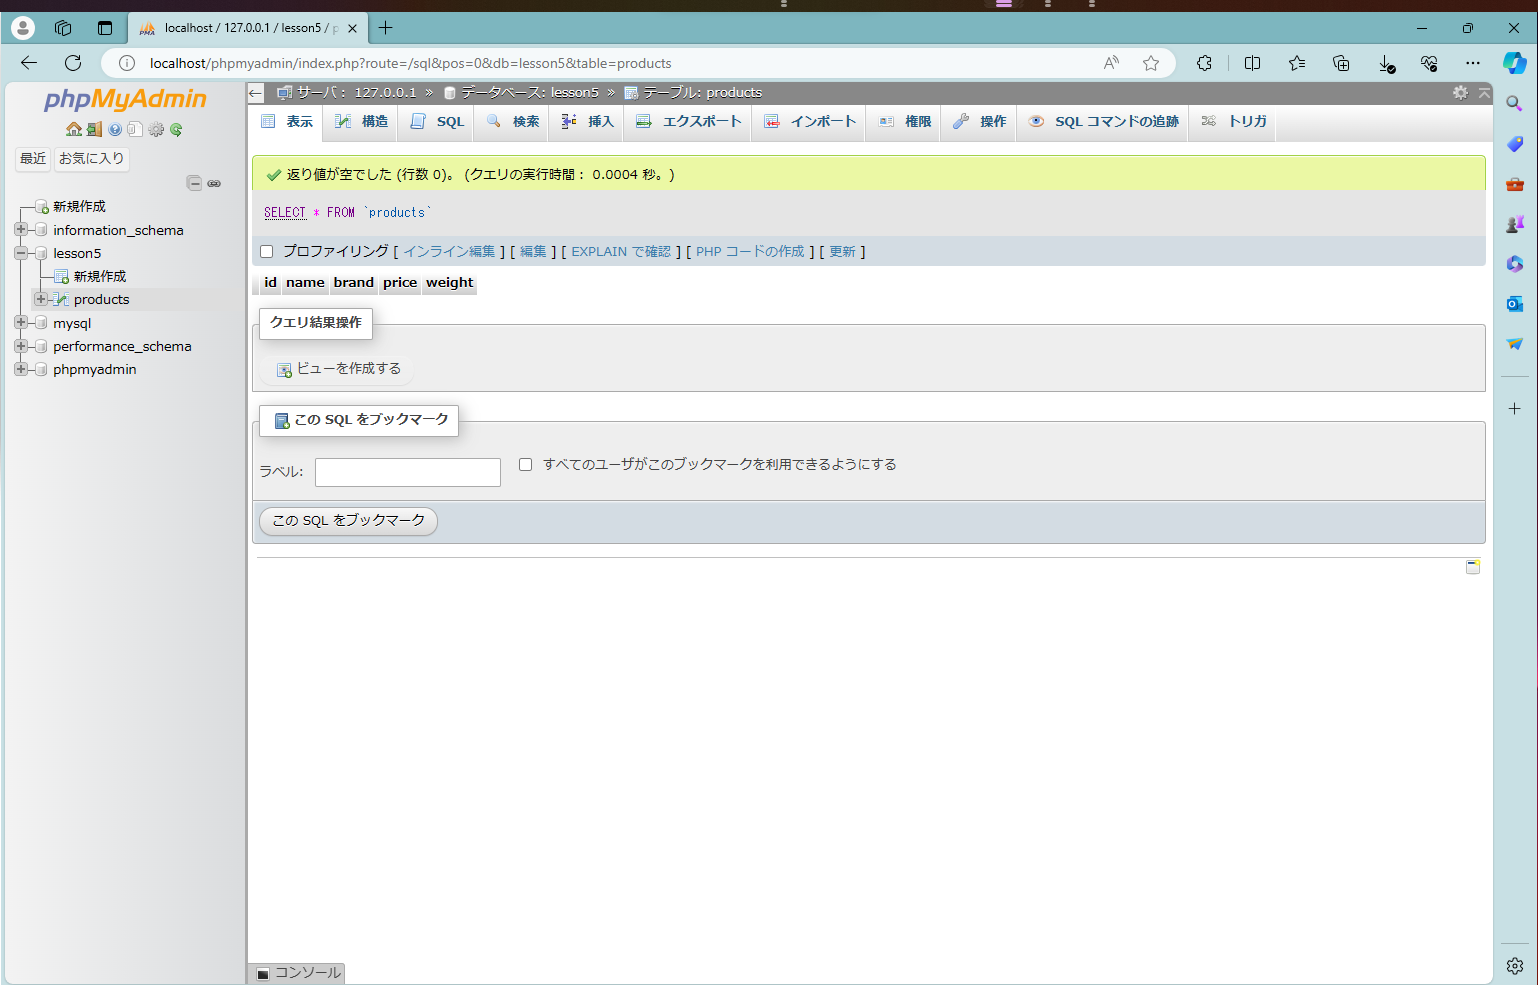 localhost / 127.0.0.1 / lesson5 / p
localhost/phpmyadmin/index.php?route=/sql&pos=0&db=lesson5&table=products
phpMyAdmin
最近 お気に入り
新規作成
information_schema
lesson5
新規作成
products
mysql
performance_schema
phpmyadmin
サーバ: 127.0.0.1 » データベース: lesson5 » テーブル: products
表示 構造 SQL 検索 挿入 エクスポート インポート 権限 操作 SQL コマンドの追跡 トリガ
返り値が空でした (行数 0)。 (クエリの実行時間： 0.0004 秒。)
SELECT * FROM `products`
プロファイリング [ インライン編集 ] [ 編集 ] [ EXPLAIN で確認 ] [ PHP コードの作成 ] [ 更新 ]
id name brand price weight
クエリ結果操作
ビューを作成する
この SQL をブックマーク
ラベル: すべてのユーザがこのブックマークを利用できるようにする
この SQL をブックマーク
コンソール